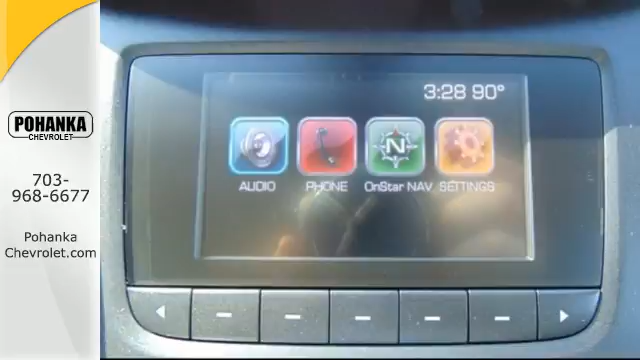 POHANKA
CHEVROLET
703-
968-6677
Pohanka
Chevrolet.com
3:28 90°
AUDIO PHONE OnStar NAV SETTINGS
N